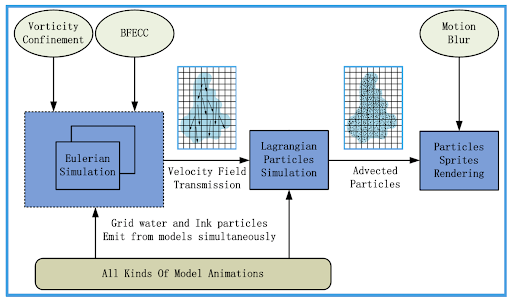 Vorticity
Confinement
BFECC
Motion
Blur
Eulerian
Simulation
Velocity Field
Transmission
Lagrangian
Particles
Simulation
Advected
Particles
Particles
Sprites
Rendering
Grid water and Ink particles
Emit from models simultaneously
All Kinds Of Model Animations